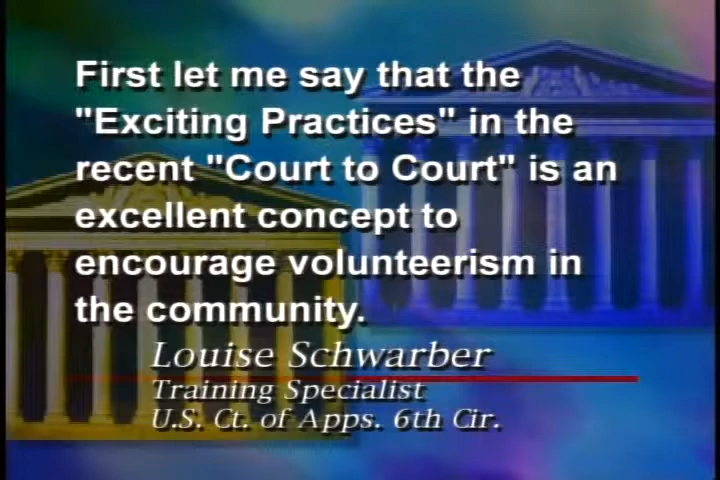 First let me say that the
"Exciting Practices" in the
recent "Court to Court" is an
excellent concept to
encourage volunteerism in
the community.
Louise Schwarber
Training Specialist
U.S. Ct. of Apps. 6th Cir.